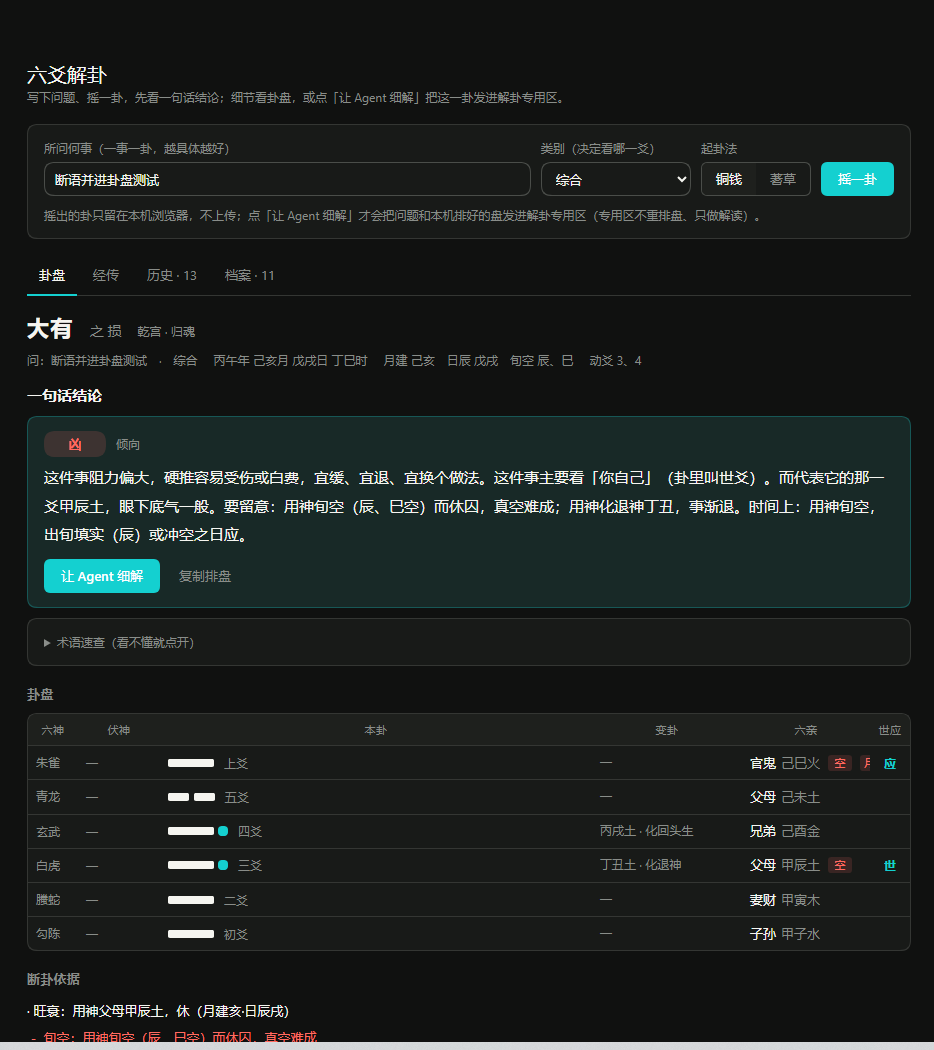 六爻解卦
写下问题、摇一卦，先看一句话结论；细节看卦盘，或点「让 Agent 细解」把这一卦发进解卦专用区。
所问何事（一事一卦，越具体越好） 类别（决定看哪一爻） 起卦法
断语并进卦盘测试 综合 铜钱 蓍草 摇一卦
摇出的卦只留在本机浏览器，不上传；点「让 Agent 细解」才会把问题和本机排好的盘发进解卦专用区（专用区不重排盘、只做解读）。
卦盘 经传 历史 · 13 档案 · 11
大有 之 损 乾宫 · 归魂
问：断语并进卦盘测试 · 综合 丙午年 己亥月 戊戌日 丁巳时 月建 己亥 日辰 戊戌 旬空 辰、巳 动爻 3、4
一句话结论
凶 倾向
这件事阻力偏大，硬推容易受伤或白费，宜缓、宜退、宜换个做法。这件事主要看「你自己」（卦里叫世爻）。而代表它的那一
爻甲辰土，眼下底气一般。要留意：用神旬空（辰、巳空）而休囚，真空难成；用神化退神丁丑，事渐退。时间上：用神旬空，
出旬填实（辰）或冲空之日应。
让 Agent 细解 复制排盘
▶ 术语速查（看不懂就点开）
卦盘
六神 伏神 本卦 变卦 六亲 世应
朱雀 — 上爻 — 官鬼 己巳火 空 应
青龙 — 五爻 — 父母 己未土
玄武 — 四爻 丙戌土 · 化回头生 兄弟 己酉金
白虎 — 三爻 丁丑土 · 化退神 父母 甲辰土 空 世
螣蛇 — 二爻 — 妻财 甲寅木
勾陈 — 初爻 — 子孙 甲子水
断卦依据
· 旺衰：用神父母甲辰土，休（月建亥·日辰戌）
- 旬空：用神旬空（辰、巳空）而休囚，真空难成